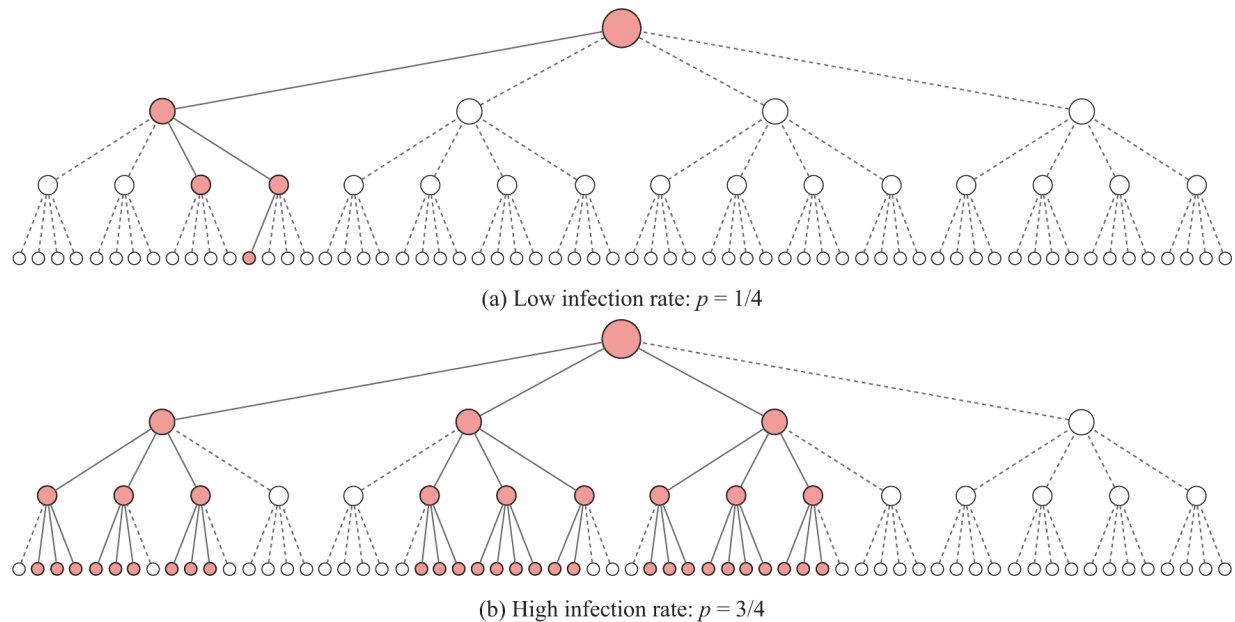 (a) Low infection rate: p = 1/4
(b) High infection rate: p = 3/4